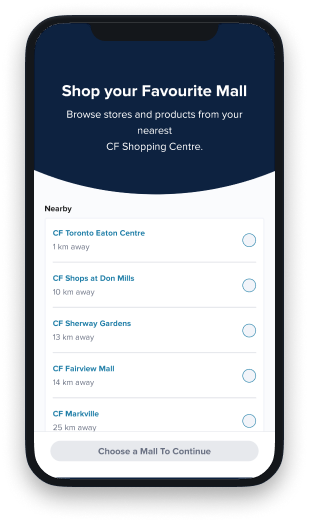 Shop your Favourite Mall
Browse stores and products from your
nearest
CF Shopping Centre.
Nearby
CF Toronto Eaton Centre
1 km away
CF Shops at Don Mills
10 km away
CF Sherway Gardens
13 km away
CF Fairview Mall
14 km away
CF Markville
25 km away
Choose a Mall To Continue